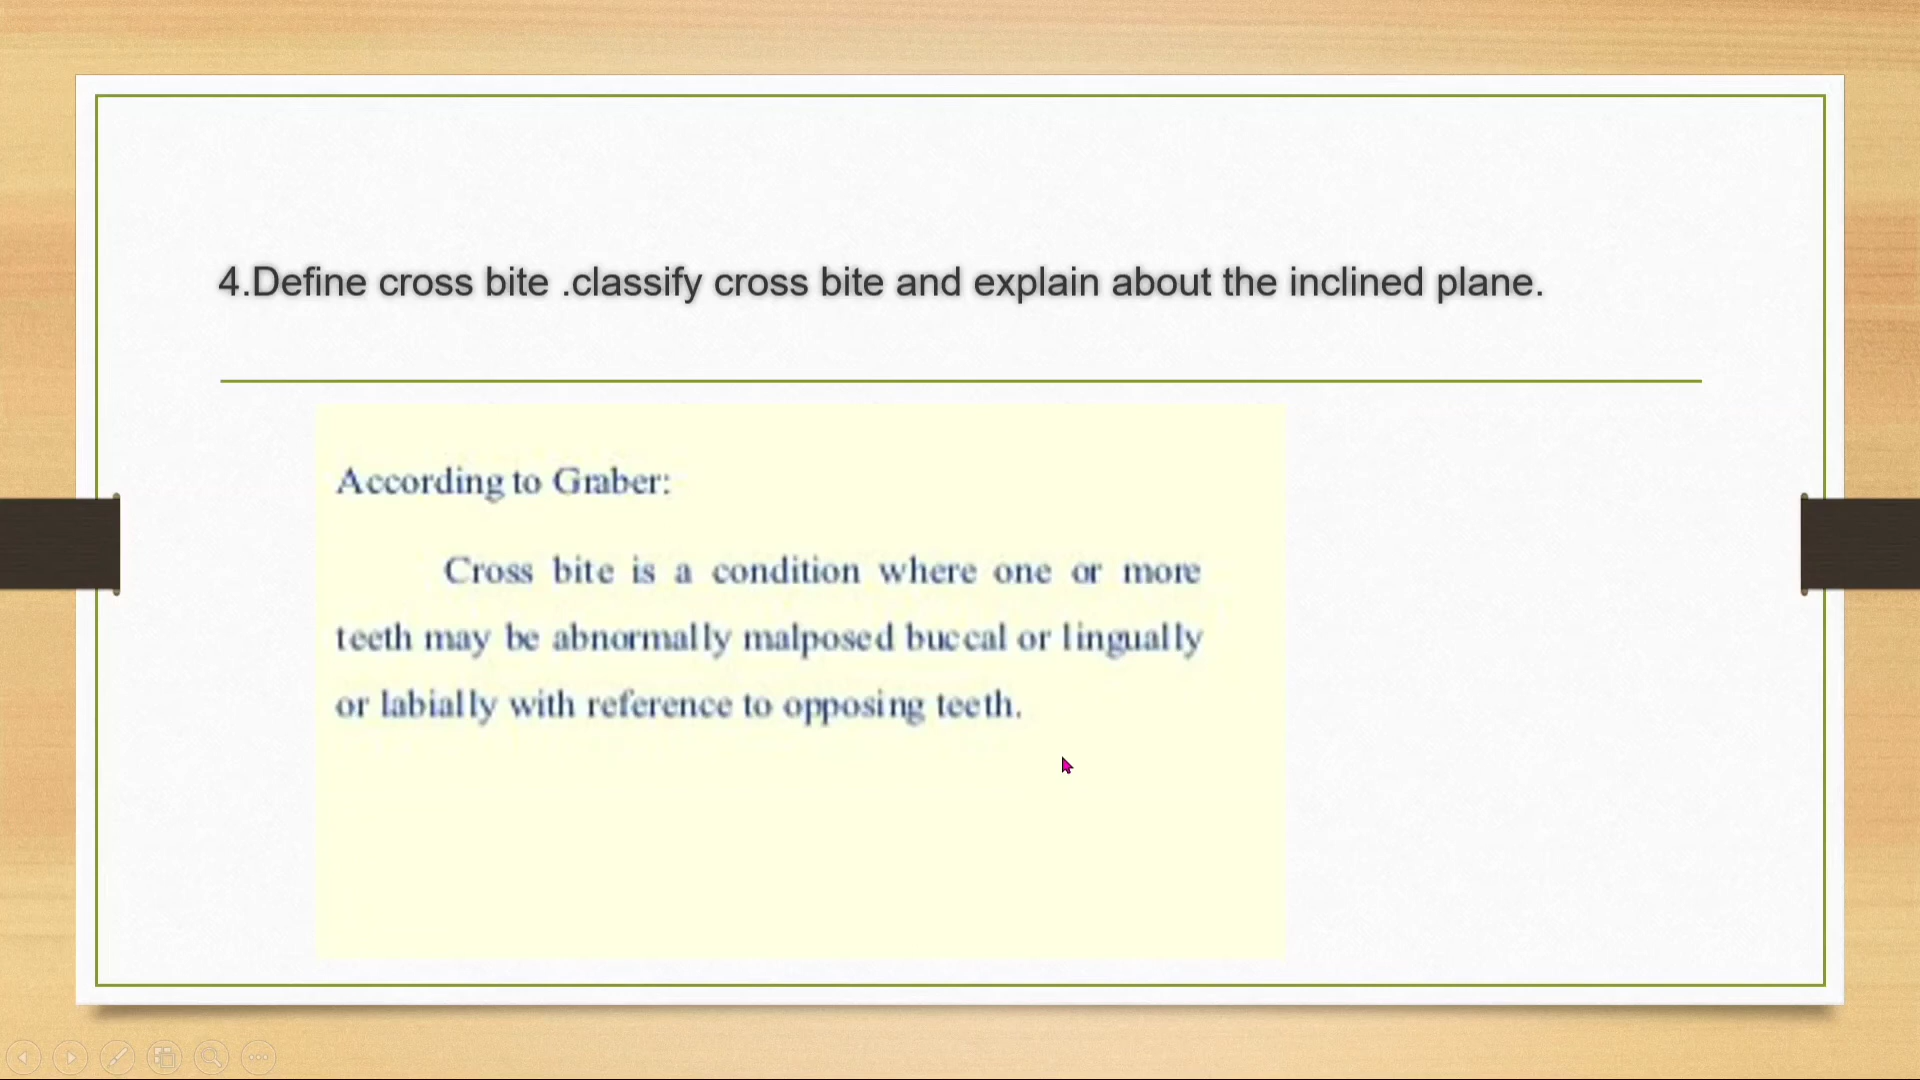 4.Define cross bite .classify cross bite and explain about the inclined plane.
According to Graber:
Cross bite is a condition where one or more
teeth may be abnormally malposed buccal or lingually
or labially with reference to opposing teeth.